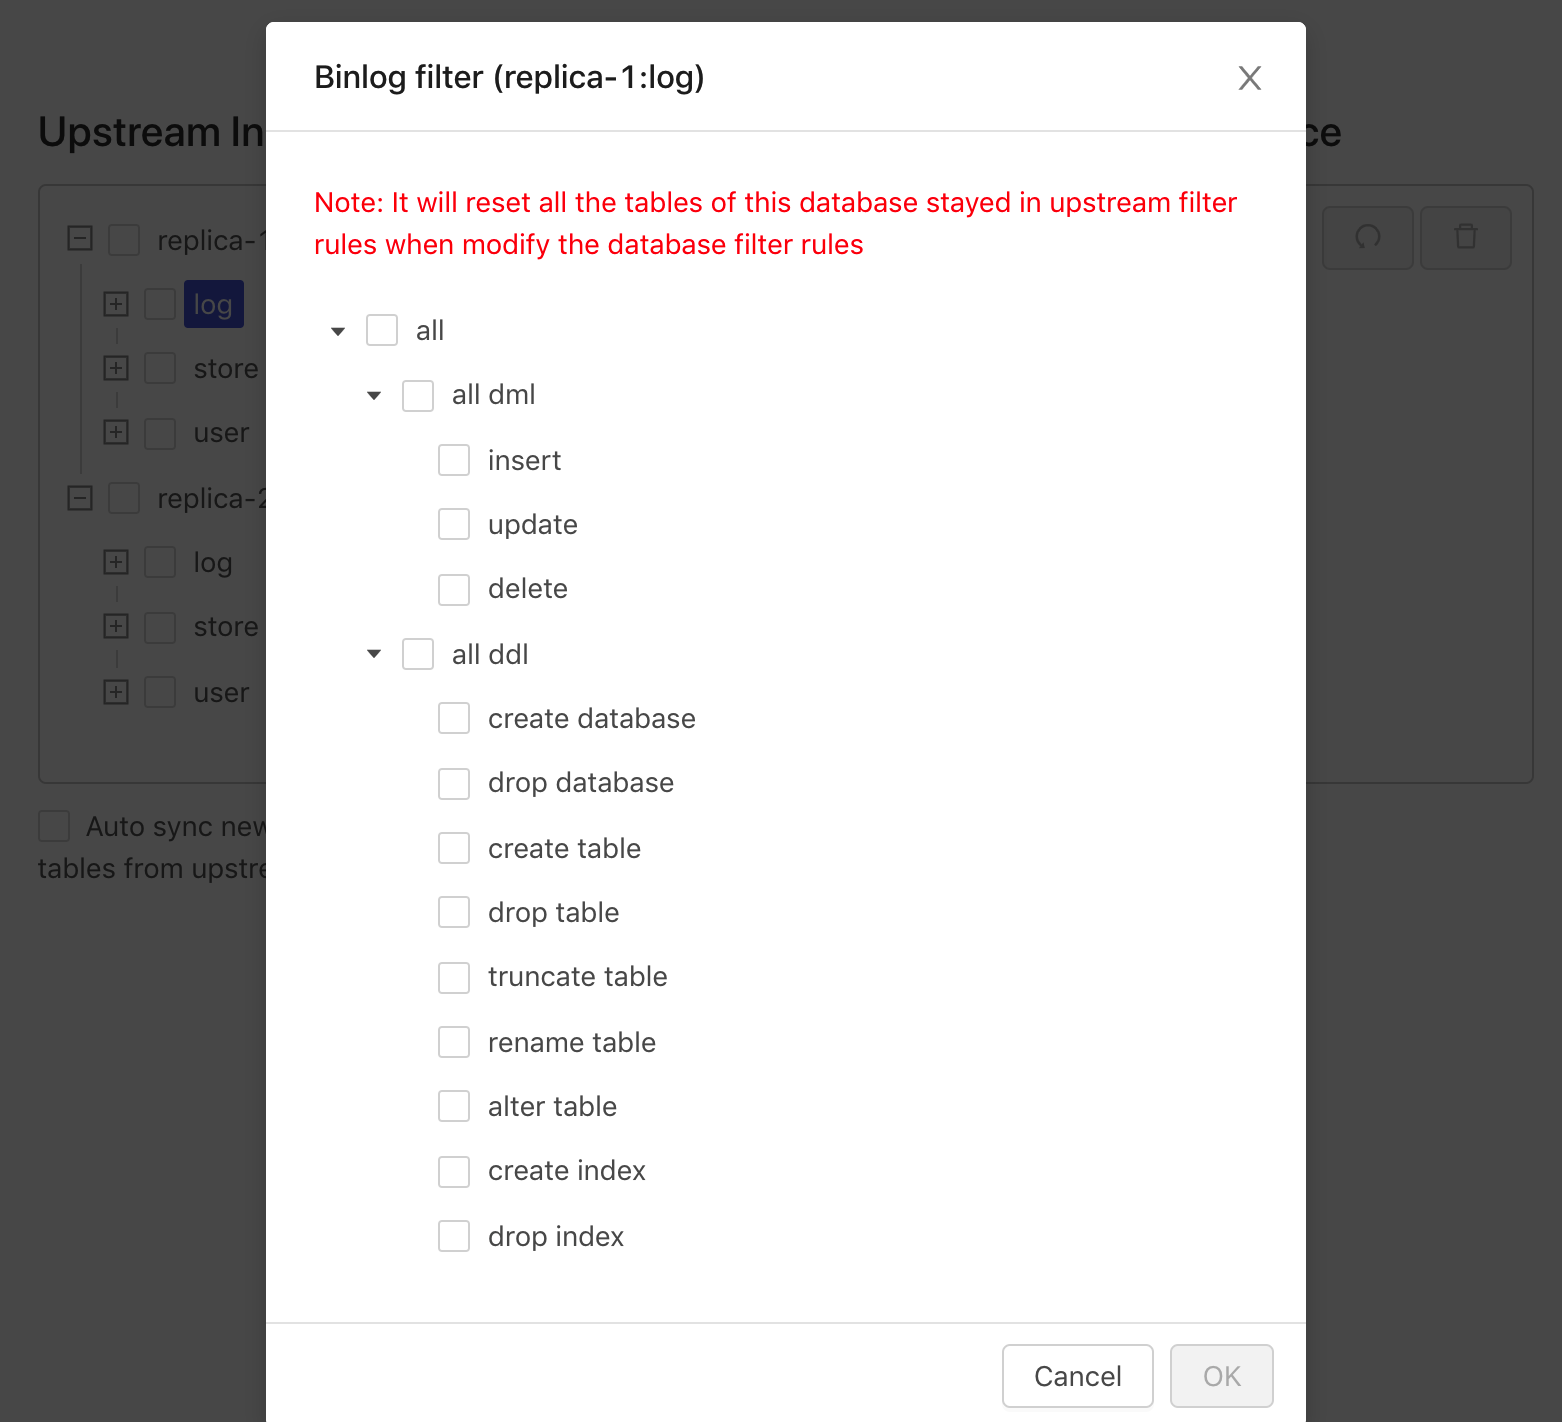 Binlog filter (replica-1:log)
Upstream In
Note: It will reset all the tables of this database stayed in upstream filter
rules when modify the database filter rules
replica-1
log
store
user
replica-2
log
store
user
Auto sync new
tables from upstre
all
all dml
insert
update
delete
all ddl
create database
drop database
create table
drop table
truncate table
rename table
alter table
create index
drop index
Cancel
OK